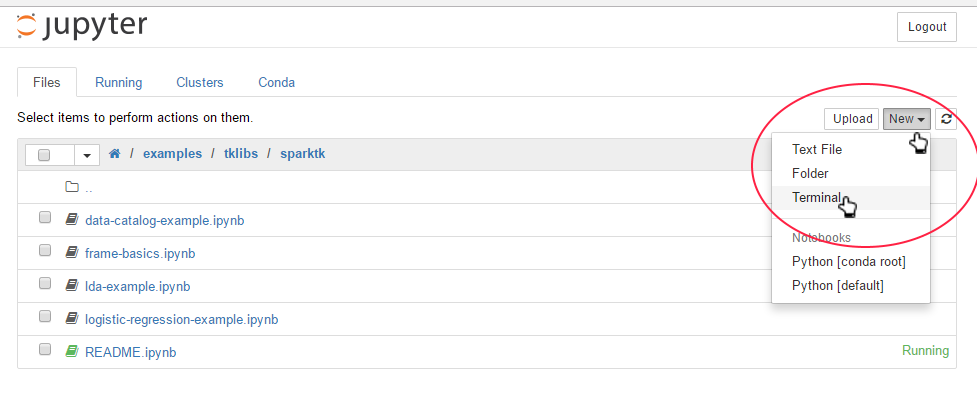 jupyter
Logout
Files Running Clusters Conda
Select items to perform actions on them.
Upload New
/ examples / tklibs / sparktk
Text File
Folder
Terminal
Notebooks
Python [conda root]
Python [default]
..
data-catalog-example.ipynb
frame-basics.ipynb
lda-example.ipynb
logistic-regression-example.ipynb
README.ipynb Running